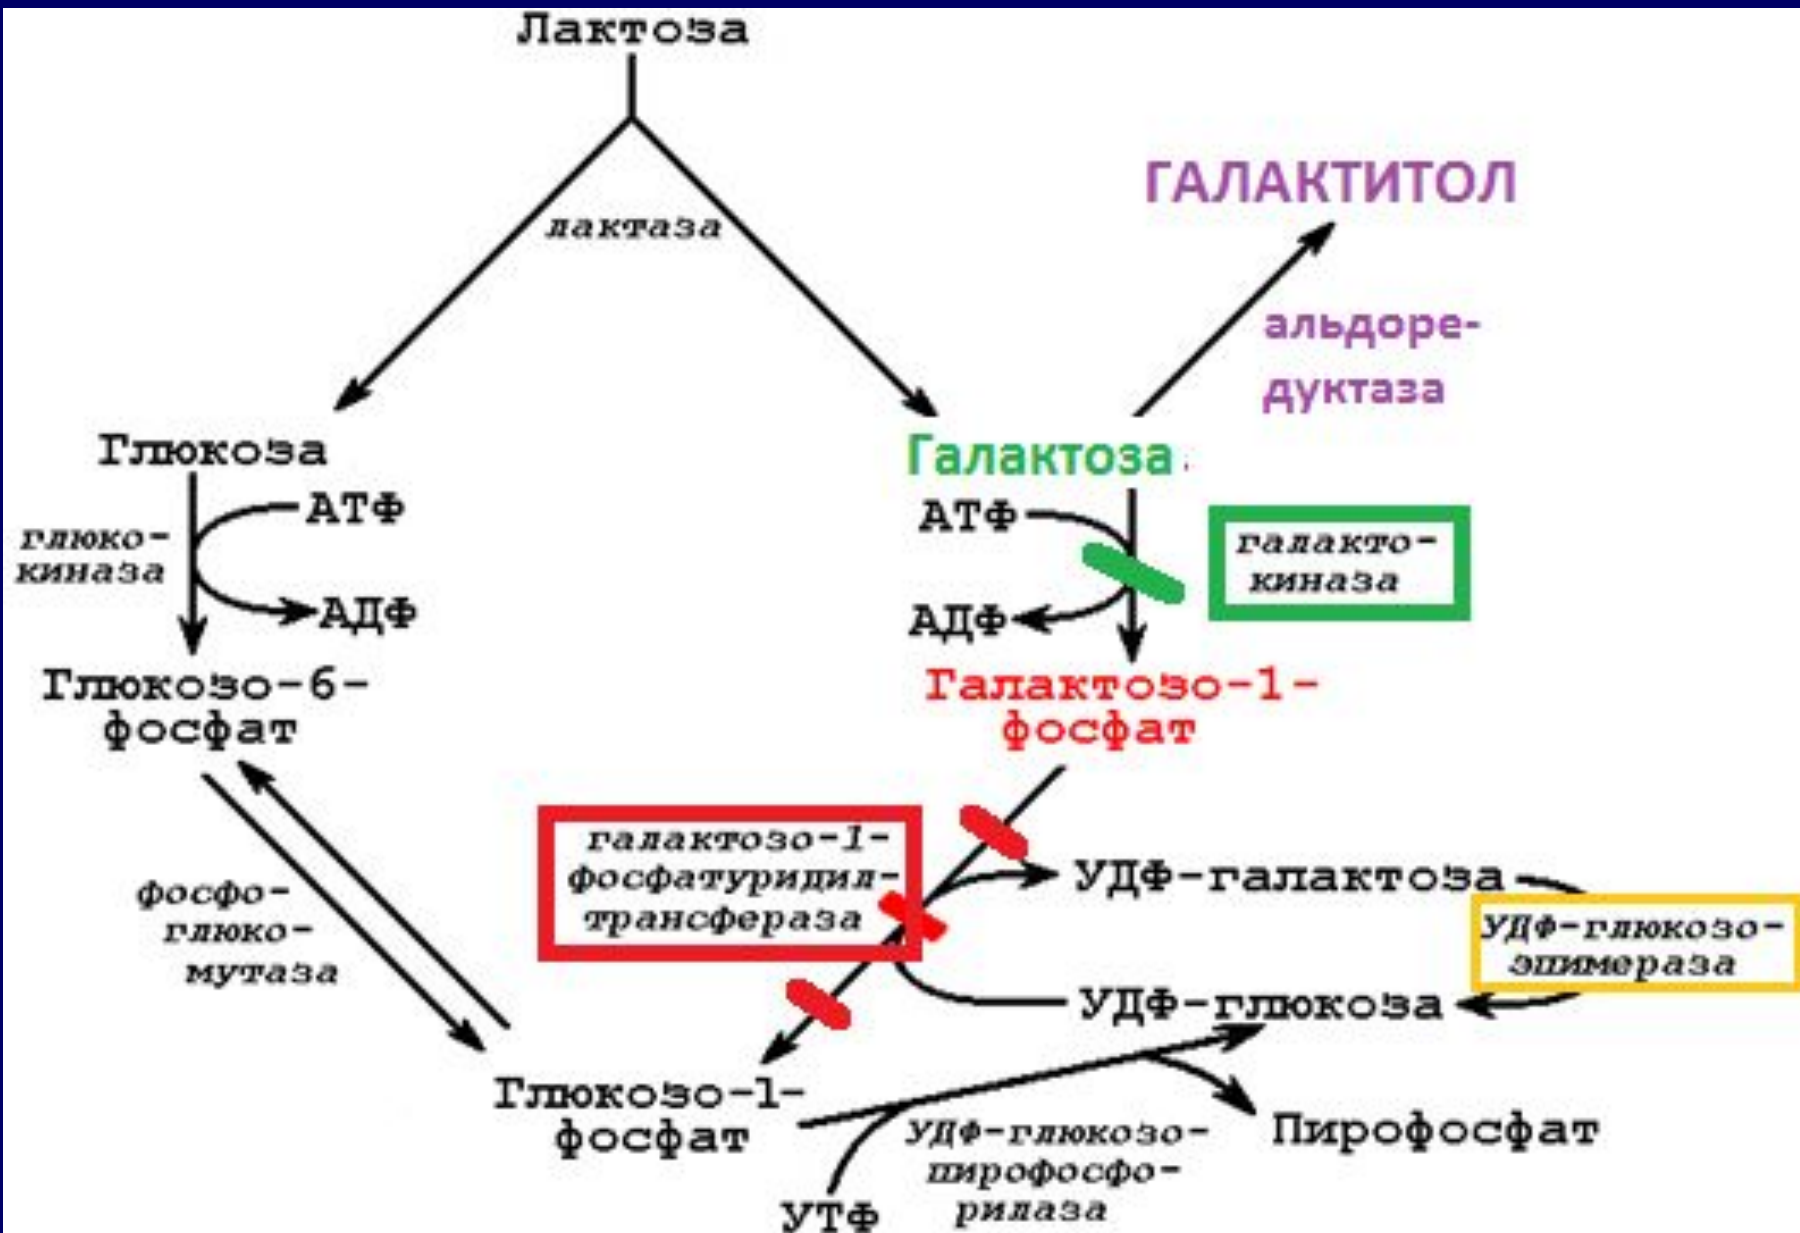 Лактоза
лактаза
ГАЛАКТИТОЛ
альдоре-
дуктаза
Глюкоза
АТФ
глюко-
киназа
АДФ
Глюкозо-6-
фосфат
Галактоза
АТФ
галакто-
киназа
АДФ
Галактозо-1-
фосфат
галактозо-1-
фосфатуридил-
трансфераза
УДФ-галактоза
УДФ-глюкозо-
эпимераза
УДФ-глюкоза
фосфо-
глюко-
мутаза
Глюкозо-1-
фосфат
УДФ-глюкозо-
пирофосфо-
рилаза
Пирофосфат
УТФ